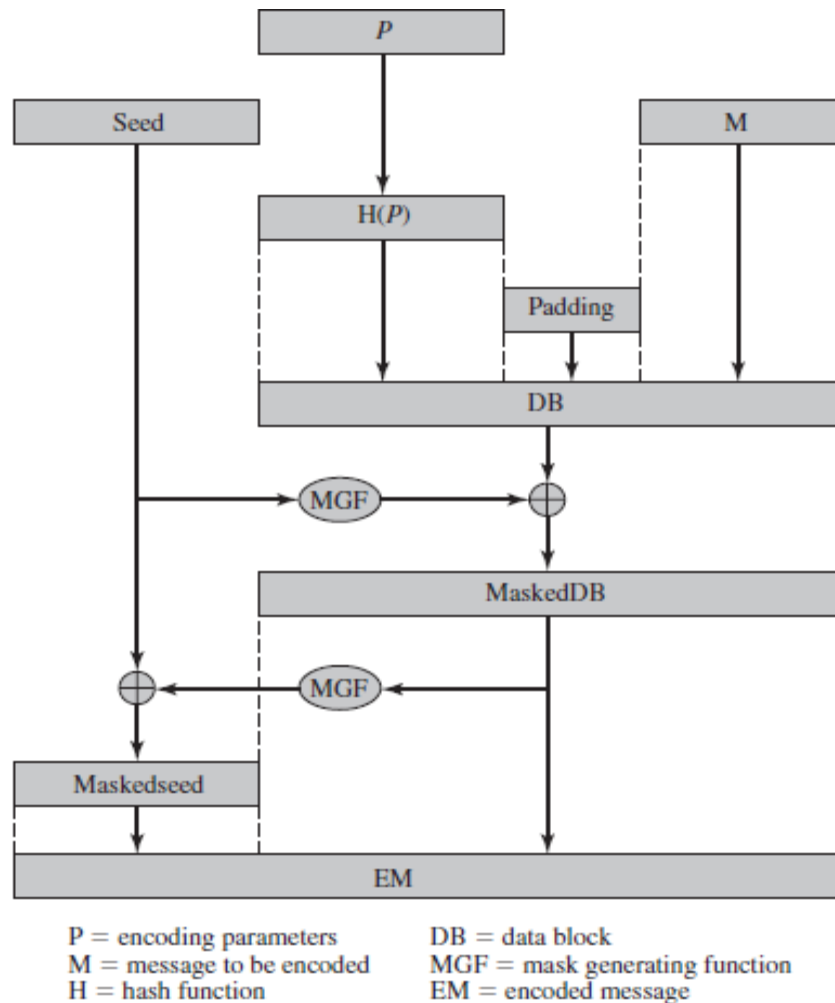 P
Seed
M
H(P)
Padding
DB
MGF
MaskedDB
MGF
Maskedseed
EM
P = encoding parameters
M = message to be encoded
H = hash function
DB = data block
MGF = mask generating function
EM = encoded message